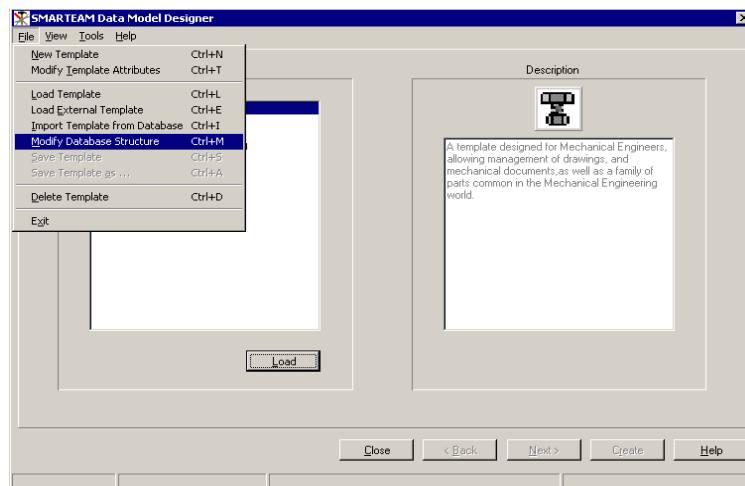 SMARTEAM Data Model Designer
File View Tools Help
New Template Ctrl+N
Modify Template Attributes Ctrl+T
Load Template Ctrl+L
Load External Template Ctrl+E
Import Template from Database Ctrl+I
Modify Database Structure Ctrl+M
Save Template Ctrl+S
Save Template as ... Ctrl+A
Delete Template Ctrl+D
Exit
Description
A template designed for Mechanical Engineers,
allowing management of drawings, and
mechanical documents,as well as a family of
parts common in the Mechanical Engineering
world.
Load
Close < Back Next > Create Help